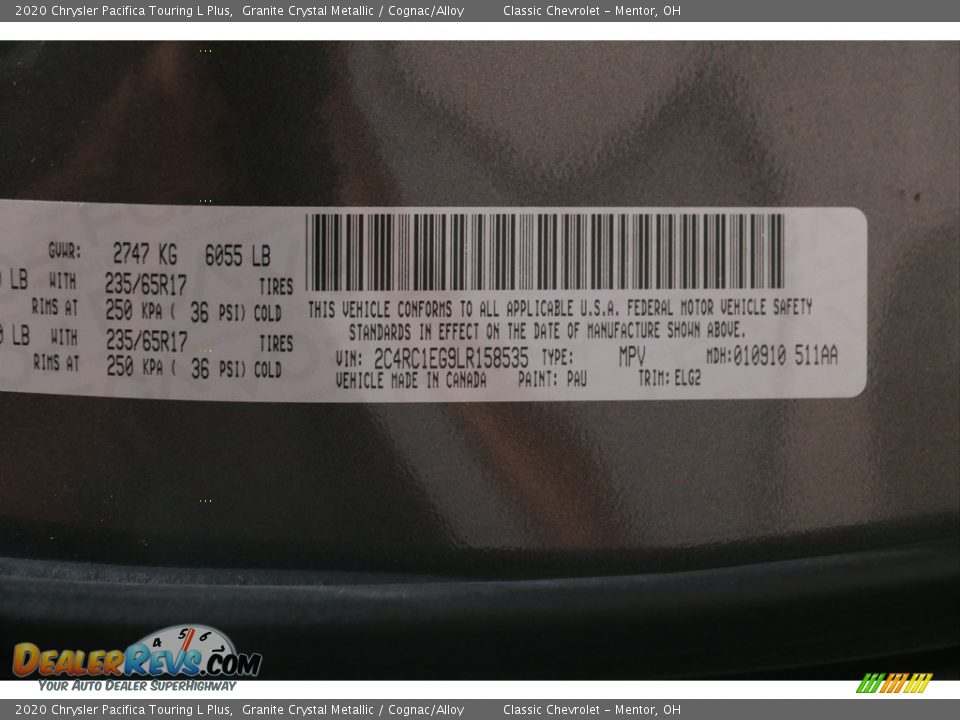 2020 Chrysler Pacifica Touring L Plus, Granite Crystal Metallic / Cognac/Alloy Classic Chevrolet - Mentor, OH
GVWR: 2747 KG 6055 LB
LB WITH 235/65R17 TIRES
RIMS AT 250 KPA ( 36 PSI) COLD
LB WITH 235/65R17 TIRES
RIMS AT 250 KPA ( 36 PSI) COLD
THIS VEHICLE CONFORMS TO ALL APPLICABLE U.S.A. FEDERAL MOTOR VEHICLE SAFETY
STANDARDS IN EFFECT ON THE DATE OF MANUFACTURE SHOWN ABOVE.
VIN: 2C4RC1EG9LR158535 TYPE: MPV MDH:010910 511AA
VEHICLE MADE IN CANADA PAINT: PAU TRIM: ELG2
4 5 6
DEALERREVS.COM
YOUR AUTO DEALER SUPERHIGHWAY
2020 Chrysler Pacifica Touring L Plus, Granite Crystal Metallic / Cognac/Alloy Classic Chevrolet - Mentor, OH